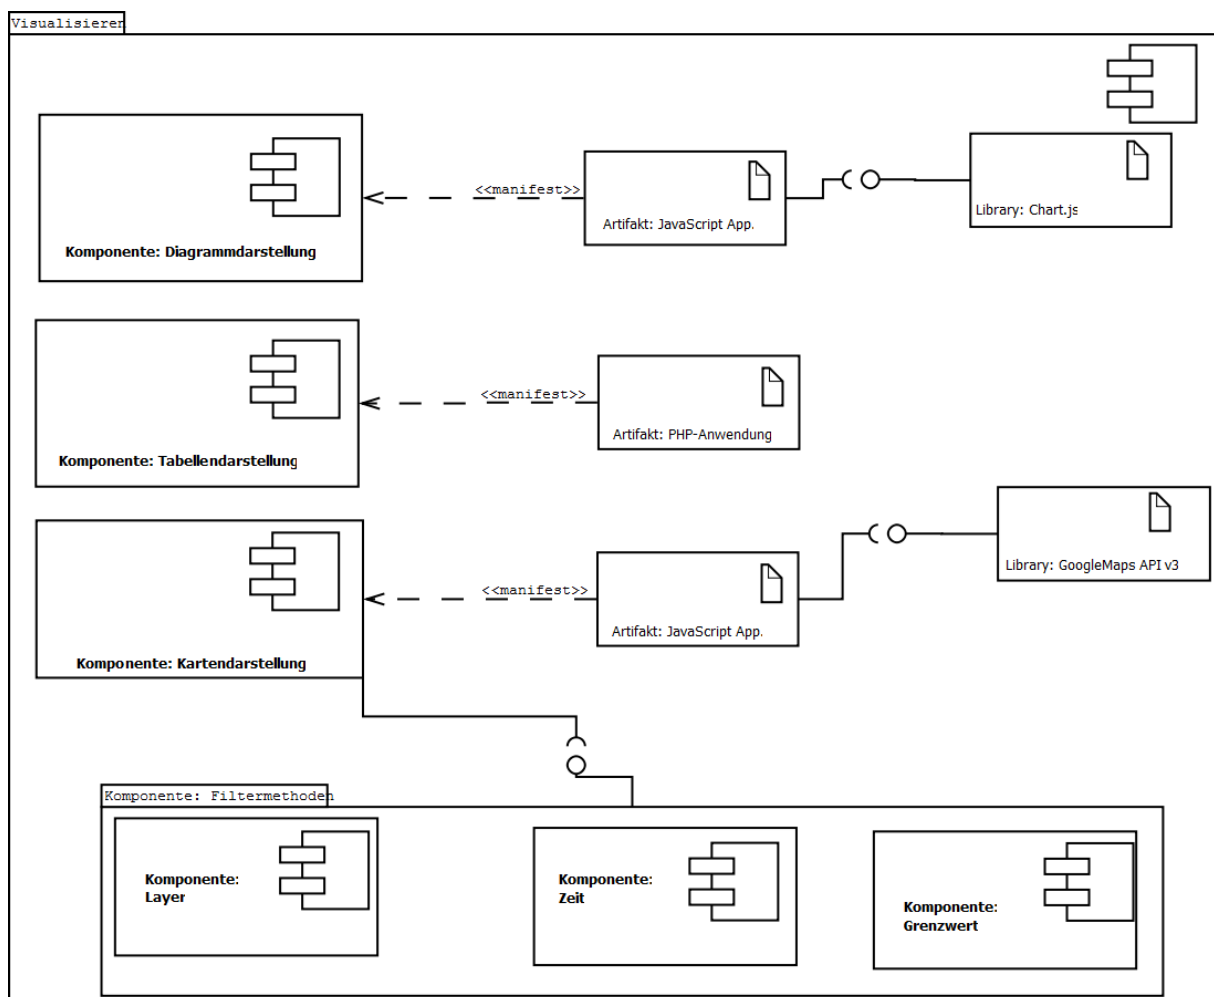 Visualisieren
<<manifest>>
Artifakt: JavaScript App.
Library: Chart.js
Komponente: Diagrammdarstellung
<<manifest>>
Artifakt: PHP-Anwendung
Komponente: Tabellendarstellung
<<manifest>>
Artifakt: JavaScript App.
Library: GoogleMaps API v3
Komponente: Kartendarstellung
Komponente: Filtermethoden
Komponente:
Layer
Komponente:
Zeit
Komponente:
Grenzwert